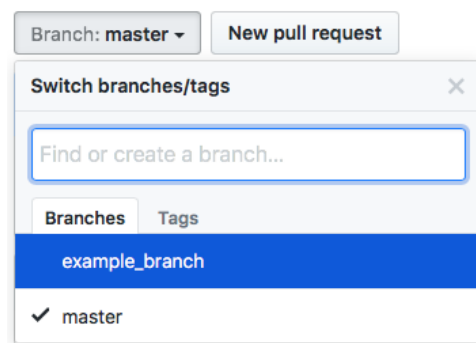 Branch: master New pull request
Switch branches/tags
Find or create a branch...
Branches Tags
example_branch
master